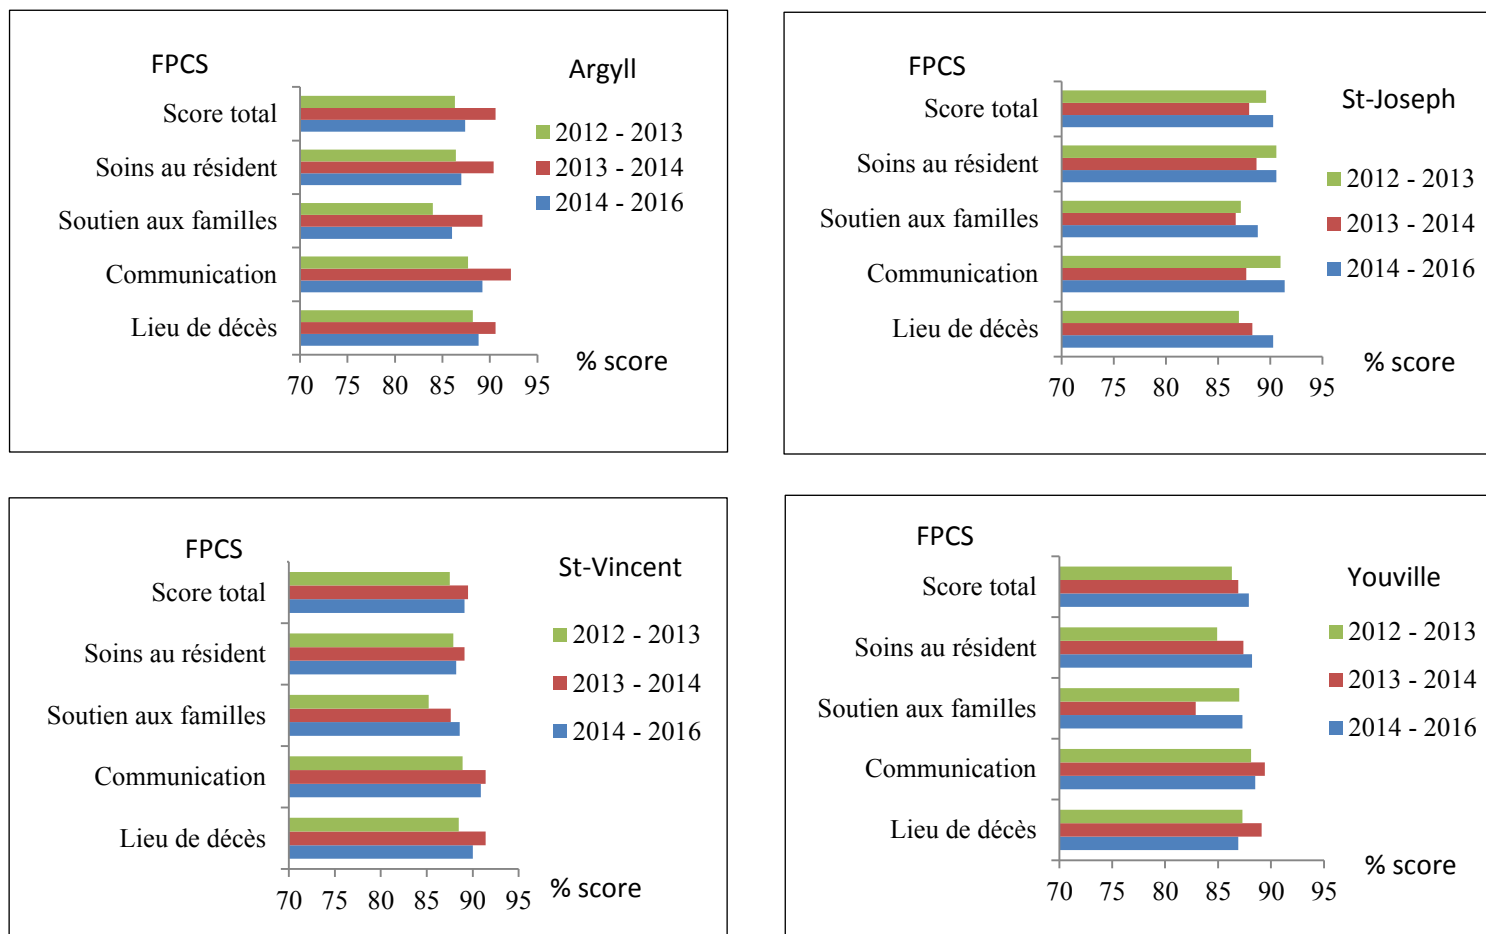 FPCS
Argyll
Score total
Soins au résident
Soutien aux familles
Communication
Lieu de décès
2012 - 2013
2013 - 2014
2014 - 2016
% score
70 75 80 85 90 95
FPCS
St-Joseph
Score total
Soins au résident
Soutien aux familles
Communication
Lieu de décès
2012 - 2013
2013 - 2014
2014 - 2016
% score
70 75 80 85 90 95
FPCS
St-Vincent
Score total
Soins au résident
Soutien aux familles
Communication
Lieu de décès
2012 - 2013
2013 - 2014
2014 - 2016
% score
70 75 80 85 90 95
FPCS
Youville
Score total
Soins au résident
Soutien aux familles
Communication
Lieu de décès
2012 - 2013
2013 - 2014
2014 - 2016
% score
70 75 80 85 90 95